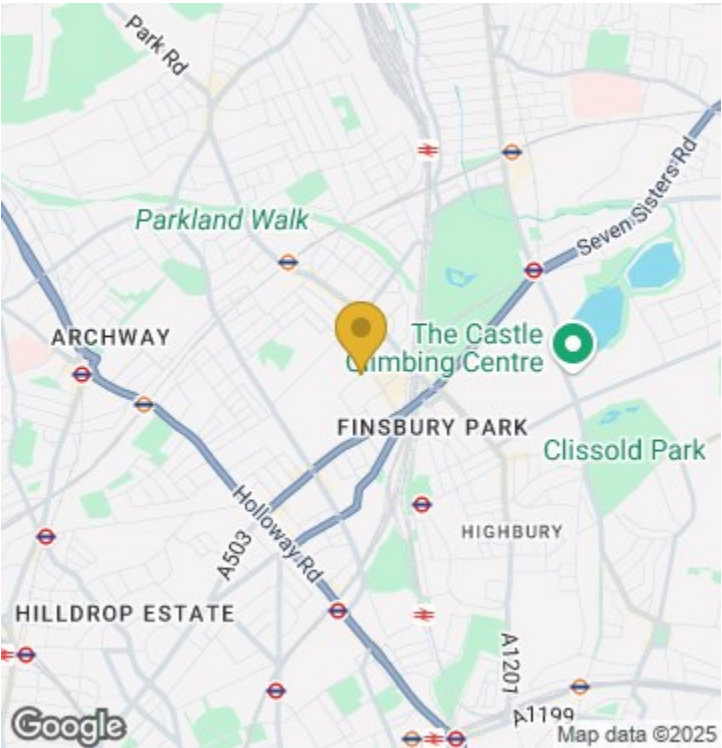 Park Rd
Seven Sisters Rd
Parkland Walk
ARCHWAY
The Castle
Climbing Centre
FINSBURY PARK
Clissold Park
Holloway Rd
A503
HIGHBURY
HILLDROP ESTATE
A1201
A1199
Google
Map data ©2025